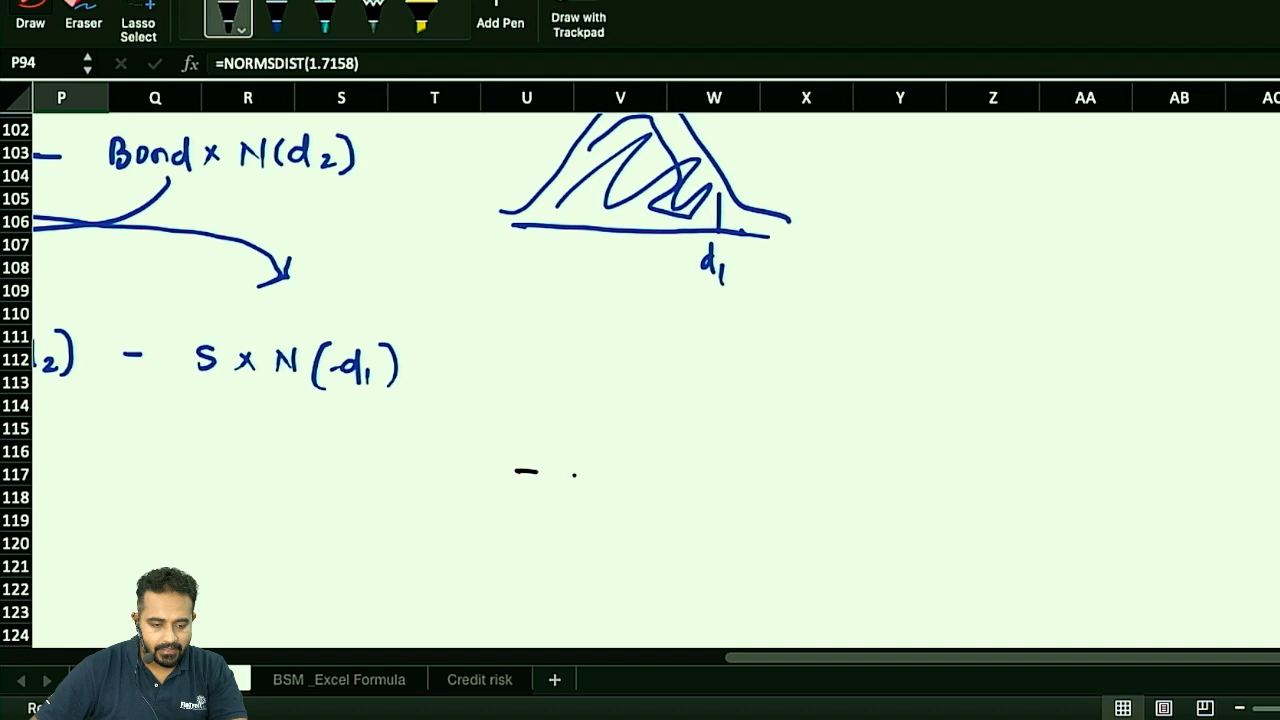 Draw Eraser Lasso Select Add Pen Draw with Trackpad
P94 fx =NORMSDIST(1.7158)
P Q R S T U V W X Y Z AA AB AC
102
103 — Bond × N(d2)
104
105
106
107
108 d1
109
110
111
112 2) - S × N(-d1)
113
114
115
116
117 - .
118
119
120
121
122
123
124
BSM _Excel Formula Credit risk +